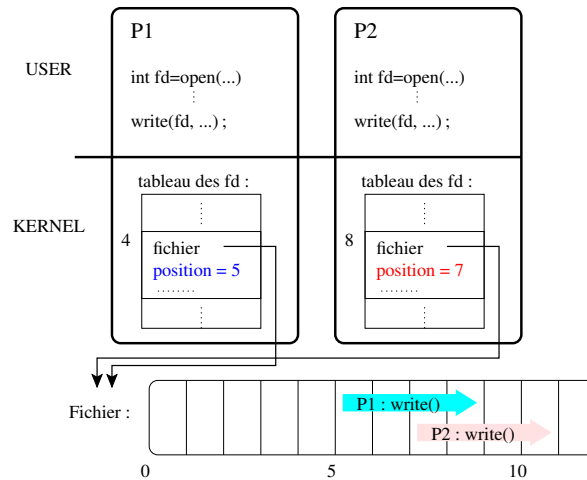 P1 P2
USER
int fd=open(...) int fd=open(...)
write(fd, ...) ; write(fd, ...) ;
tableau des fd : tableau des fd :
KERNEL
4 fichier 8 fichier
position = 5 position = 7
Fichier :
P1 : write()
P2 : write()
0 5 10